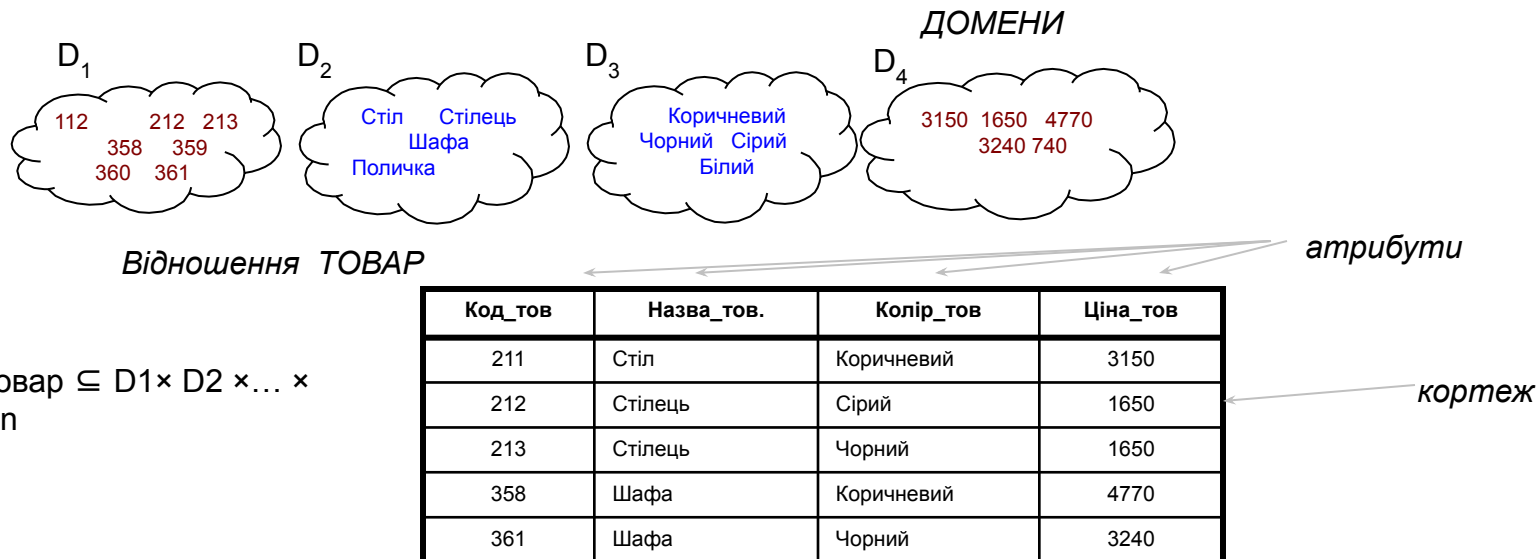 ДОМЕНИ
D1 D2 D3 D4
112 212 213
358 359
360 361
Стіл Стілець
Шафа
Поличка
Коричневий
Чорний Сірий
Білий
3150 1650 4770
3240 740
Відношення ТОВАР
атрибути
Код_тов Назва_тов. Колір_тов Ціна_тов
211 Стіл Коричневий 3150
212 Стілець Сірий 1650
213 Стілець Чорний 1650
358 Шафа Коричневий 4770
361 Шафа Чорний 3240
овар ⊆ D1× D2 ×… ×
n
кортеж